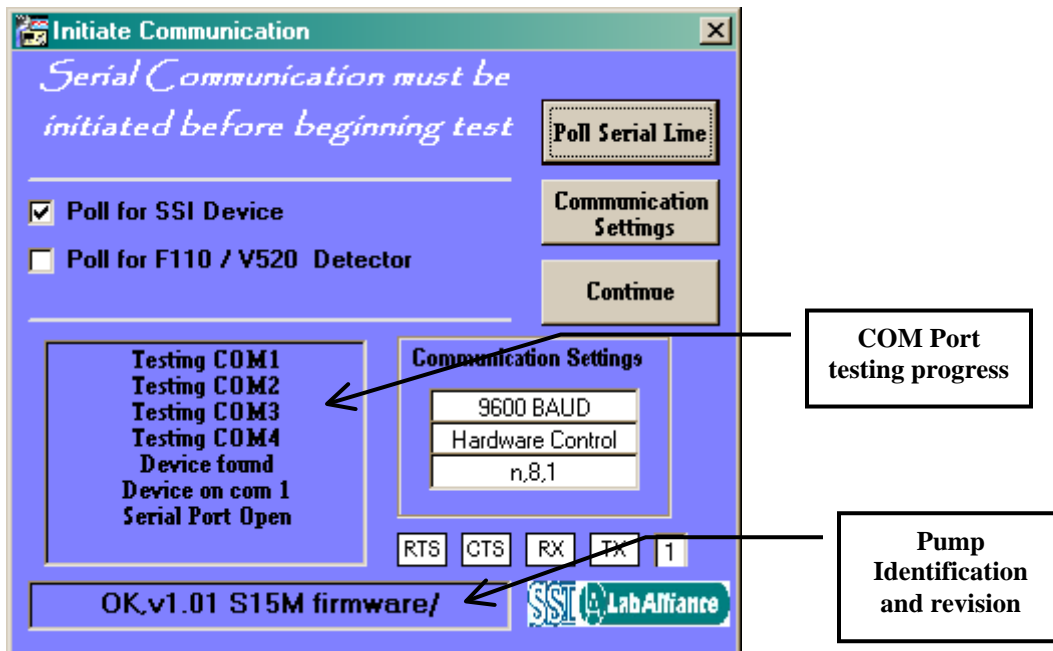 Initiate Communication
Serial Communication must be
initiated before beginning test
Poll Serial Line
Poll for SSI Device
Communication
Settings
Poll for F110 / V520 Detector
Continue
Testing COM1
Testing COM2
Testing COM3
Testing COM4
Device found
Device on com 1
Serial Port Open
Communication Settings
9600 BAUD
Hardware Control
n,8,1
COM Port
testing progress
RTS CTS RX TX 1
OK,v1.01 S15M firmware/
SSI LabAlliance
Pump
Identification
and revision